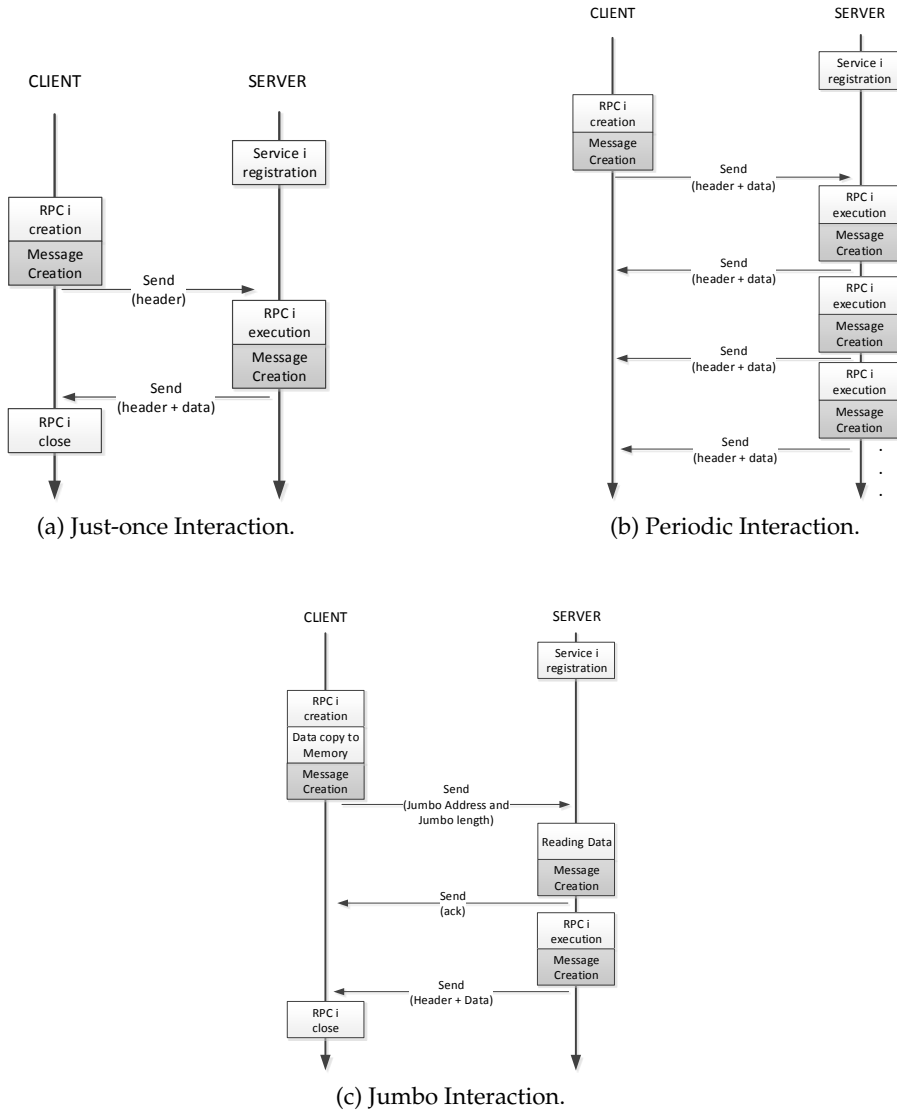 CLIENT
SERVER
Service i
registration
RPC i
creation
Message
Creation
Send
(header)
RPC i
execution
Message
Creation
Send
(header + data)
RPC i
close
(a) Just-once Interaction.
CLIENT
SERVER
Service i
registration
RPC i
creation
Message
Creation
Send
(header + data)
RPC i
execution
Message
Creation
Send
(header + data)
RPC i
execution
Message
Creation
Send
(header + data)
RPC i
execution
Message
Creation
Send
(header + data)
.
.
.
(b) Periodic Interaction.
CLIENT
SERVER
Service i
registration
RPC i
creation
Data copy to
Memory
Message
Creation
Send
(Jumbo Address and
Jumbo length)
Reading Data
Message
Creation
Send
(ack)
RPC i
execution
Message
Creation
Send
(Header + Data)
RPC i
close
(c) Jumbo Interaction.